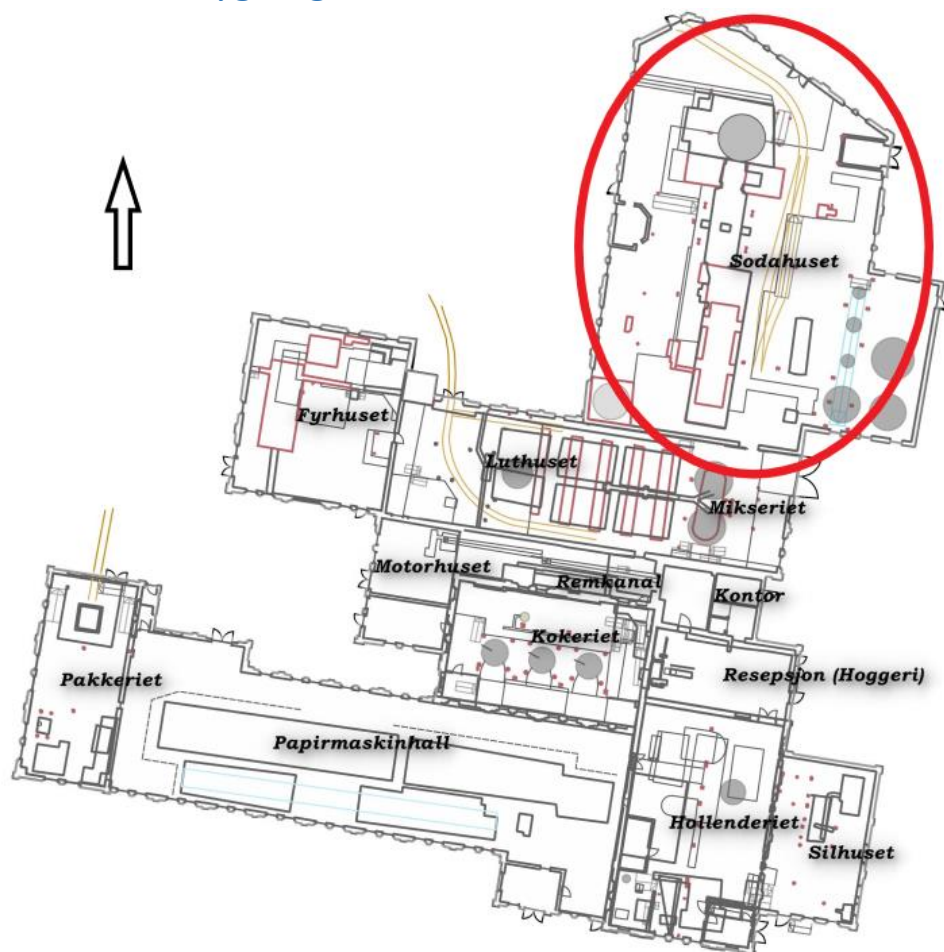 Sodahuset
Fyrhuset
Luthuset
Mikseriet
Motorhuset
Remkanal
Kontor
Kokeriet
Pakkeriet
Resepsjon (Hoggeri)
Papirmaskinhall
Hollenderiet
Silhuset